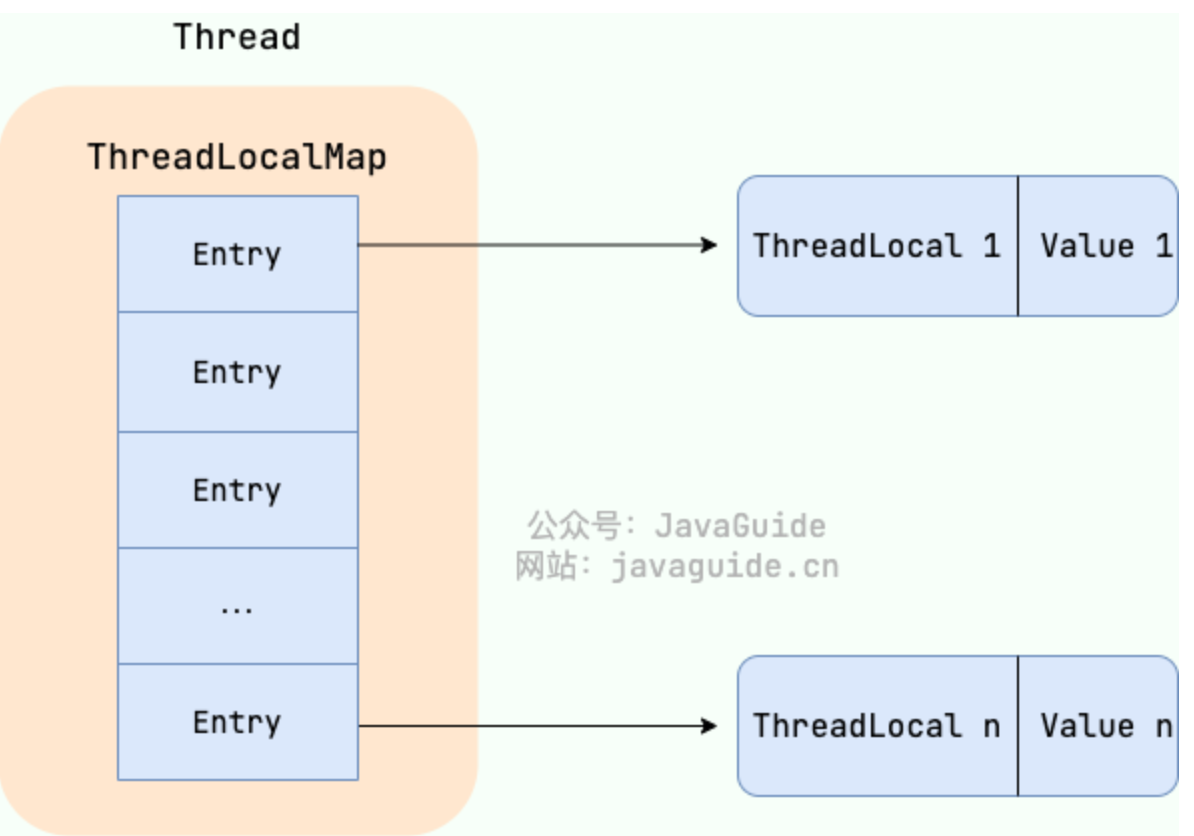 Thread
ThreadLocalMap
Entry
ThreadLocal 1
Value 1
Entry
Entry
公众号：JavaGuide
网站：javaguide.cn
...
Entry
ThreadLocal n
Value n